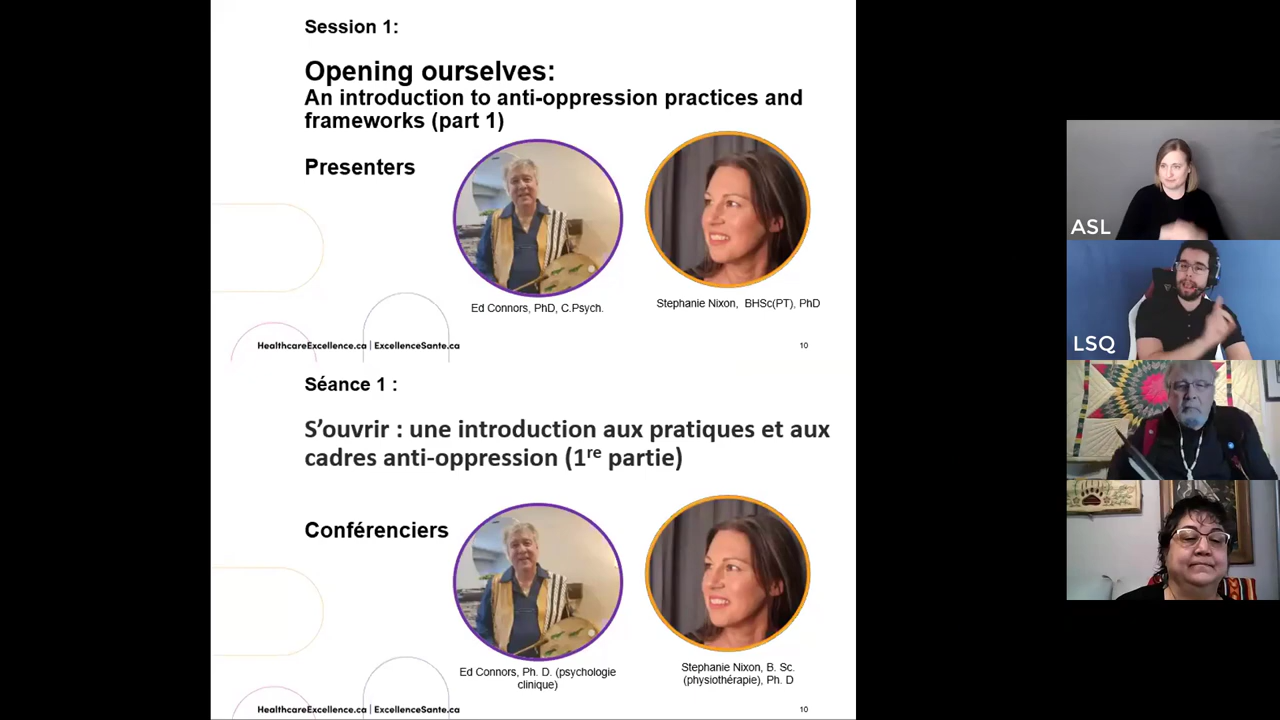 Session 1:
Opening ourselves:
An introduction to anti-oppression practices and
frameworks (part 1)
Presenters
Ed Connors, PhD, C.Psych.
Stephanie Nixon, BHSc(PT), PhD
HealthcareExcellence.ca | ExcellenceSante.ca
10
Séance 1 :
S’ouvrir : une introduction aux pratiques et aux
cadres anti-oppression (1re partie)
Conférenciers
Ed Connors, Ph. D. (psychologie
clinique)
Stephanie Nixon, B. Sc.
(physiothérapie), Ph. D
HealthcareExcellence.ca | ExcellenceSante.ca
10
ASL
LSQ